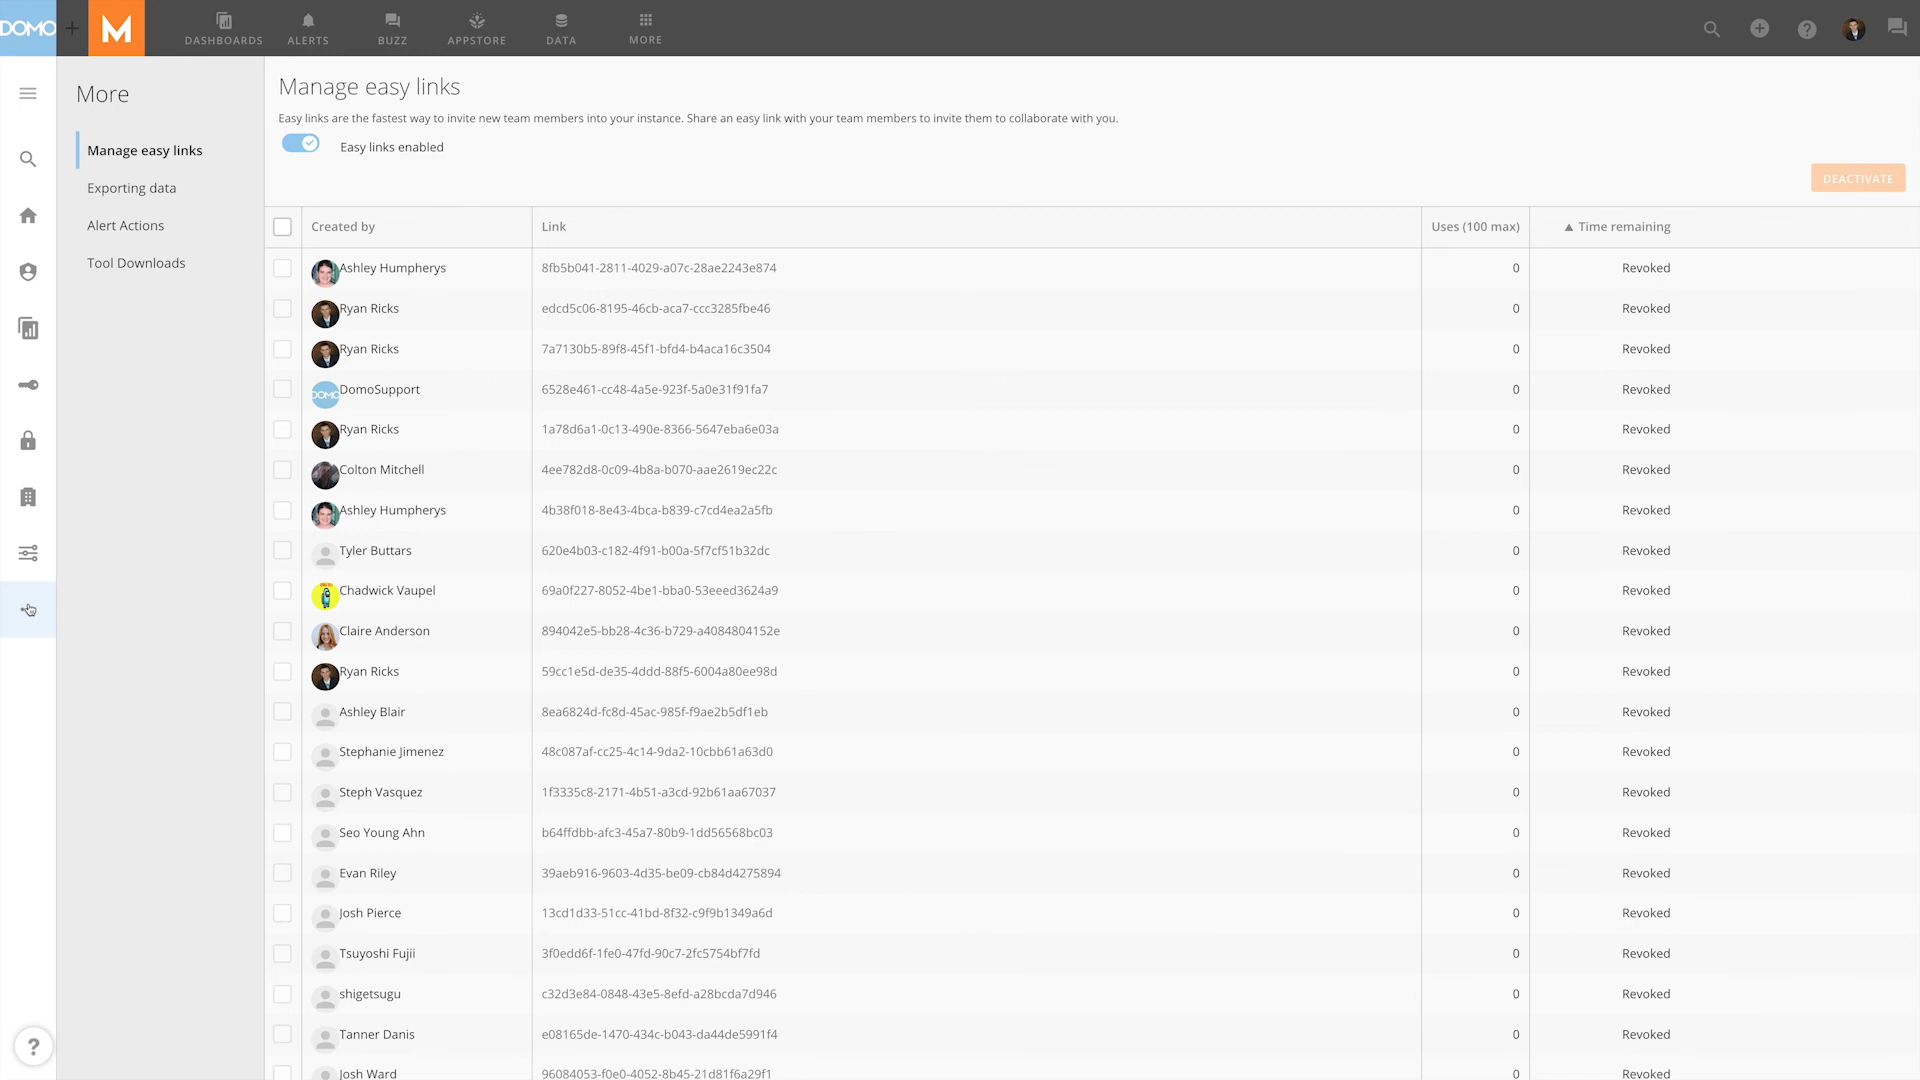 DOMO
DASHBOARDS
ALERTS
BUZZ
APPSTORE
DATA
MORE
More
Manage easy links
Exporting data
Alert Actions
Tool Downloads
Manage easy links
Easy links are the fastest way to invite new team members into your instance. Share an easy link with your team members to invite them to collaborate with you.
Easy links enabled
DEACTIVATE
Created by Link Uses (100 max) ▲ Time remaining
Ashley Humpherys 8fb5b041-2811-4029-a07c-28ae2243e874 0 Revoked
Ryan Ricks edcd5c06-8195-46cb-aca7-ccc3285fbe46 0 Revoked
Ryan Ricks 7a7130b5-89f8-45f1-bfd4-b4aca16c3504 0 Revoked
DOMO DomoSupport 6528e461-cc48-4a5e-923f-5a0e31f91fa7 0 Revoked
Ryan Ricks 1a78d6a1-0c13-490e-8366-5647eba6e03a 0 Revoked
Colton Mitchell 4ee782d8-0c09-4b8a-b070-aae2619ec22c 0 Revoked
Ashley Humpherys 4b38f018-8e43-4bca-b839-c7cd4ea2a5fb 0 Revoked
Tyler Buttars 620e4b03-c182-4f91-b00a-5f7cf51b32dc 0 Revoked
Chadwick Vaupel 69a0f227-8052-4be1-bba0-53eeed3624a9 0 Revoked
Claire Anderson 894042e5-bb28-4c36-b729-a4084804152e 0 Revoked
Ryan Ricks 59cc1e5d-de35-4ddd-88f5-6004a80ee98d 0 Revoked
Ashley Blair 8ea6824d-fc8d-45ac-985f-f9ae2b5df1eb 0 Revoked
Stephanie Jimenez 48c087af-cc25-4c14-9da2-10cbb61a63d0 0 Revoked
Steph Vasquez 1f3335c8-2171-4b51-a3cd-92b61aa67037 0 Revoked
Seo Young Ahn b64ffdbb-afc3-45a7-80b9-1dd56568bc03 0 Revoked
Evan Riley 39aeb916-9603-4d35-be09-cb84d4275894 0 Revoked
Josh Pierce 13cd1d33-51cc-41bd-8f32-c9f9b1349a6d 0 Revoked
Tsuyoshi Fujii 3f0edd6f-1fe0-47fd-90c7-2fc5754bf7fd 0 Revoked
shigetsugu c32d3e84-0848-43e5-8efd-a28bcda7d946 0 Revoked
Tanner Danis e08165de-1470-434c-b043-da44de5991f4 0 Revoked
Josh Ward 96084053-f0e0-4052-8b45-21d81f6a29f1 0 Revoked